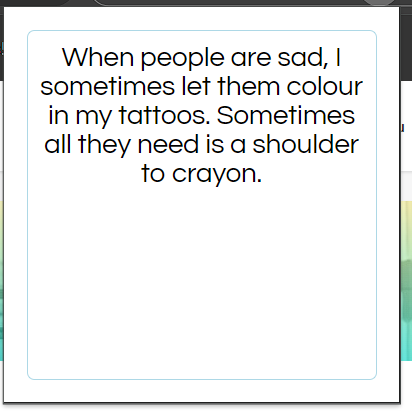 When people are sad, I
sometimes let them colour
in my tattoos. Sometimes
all they need is a shoulder
to crayon.